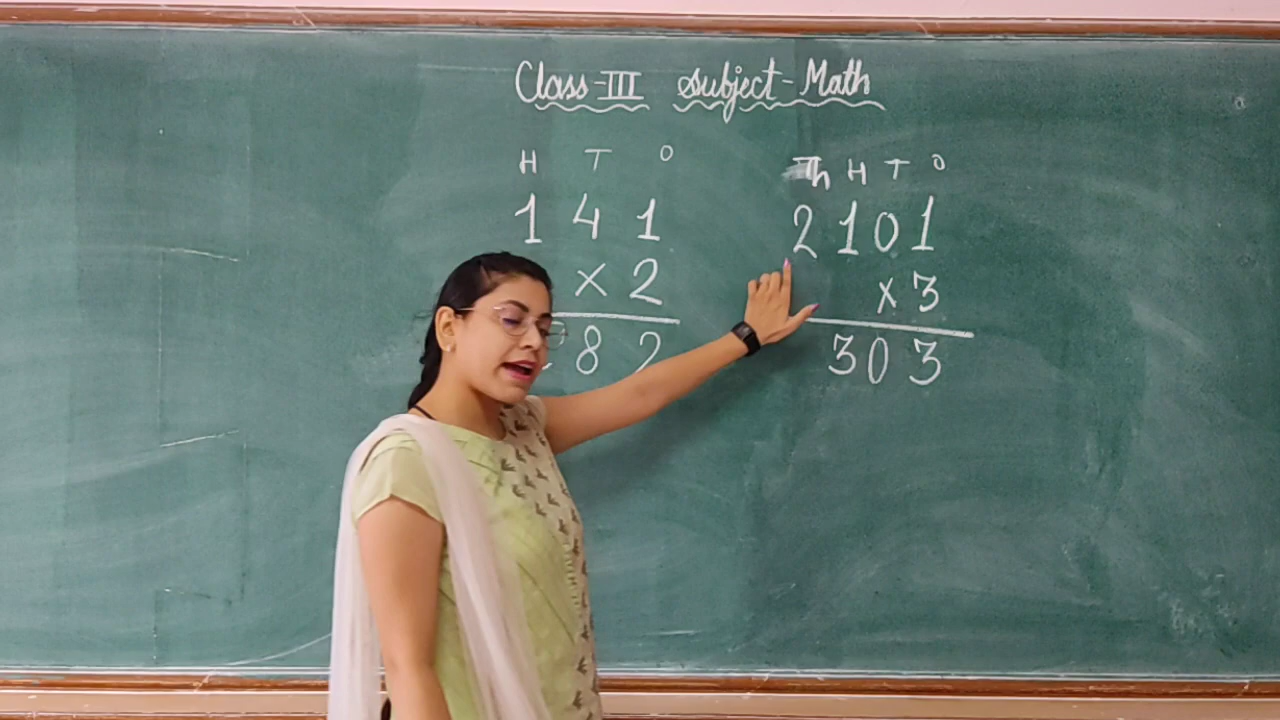 Class-III Subject-Math
H T O
1 4 1
× 2
2 8 2
Th H T O
2 1 0 1
× 3
3 0 3